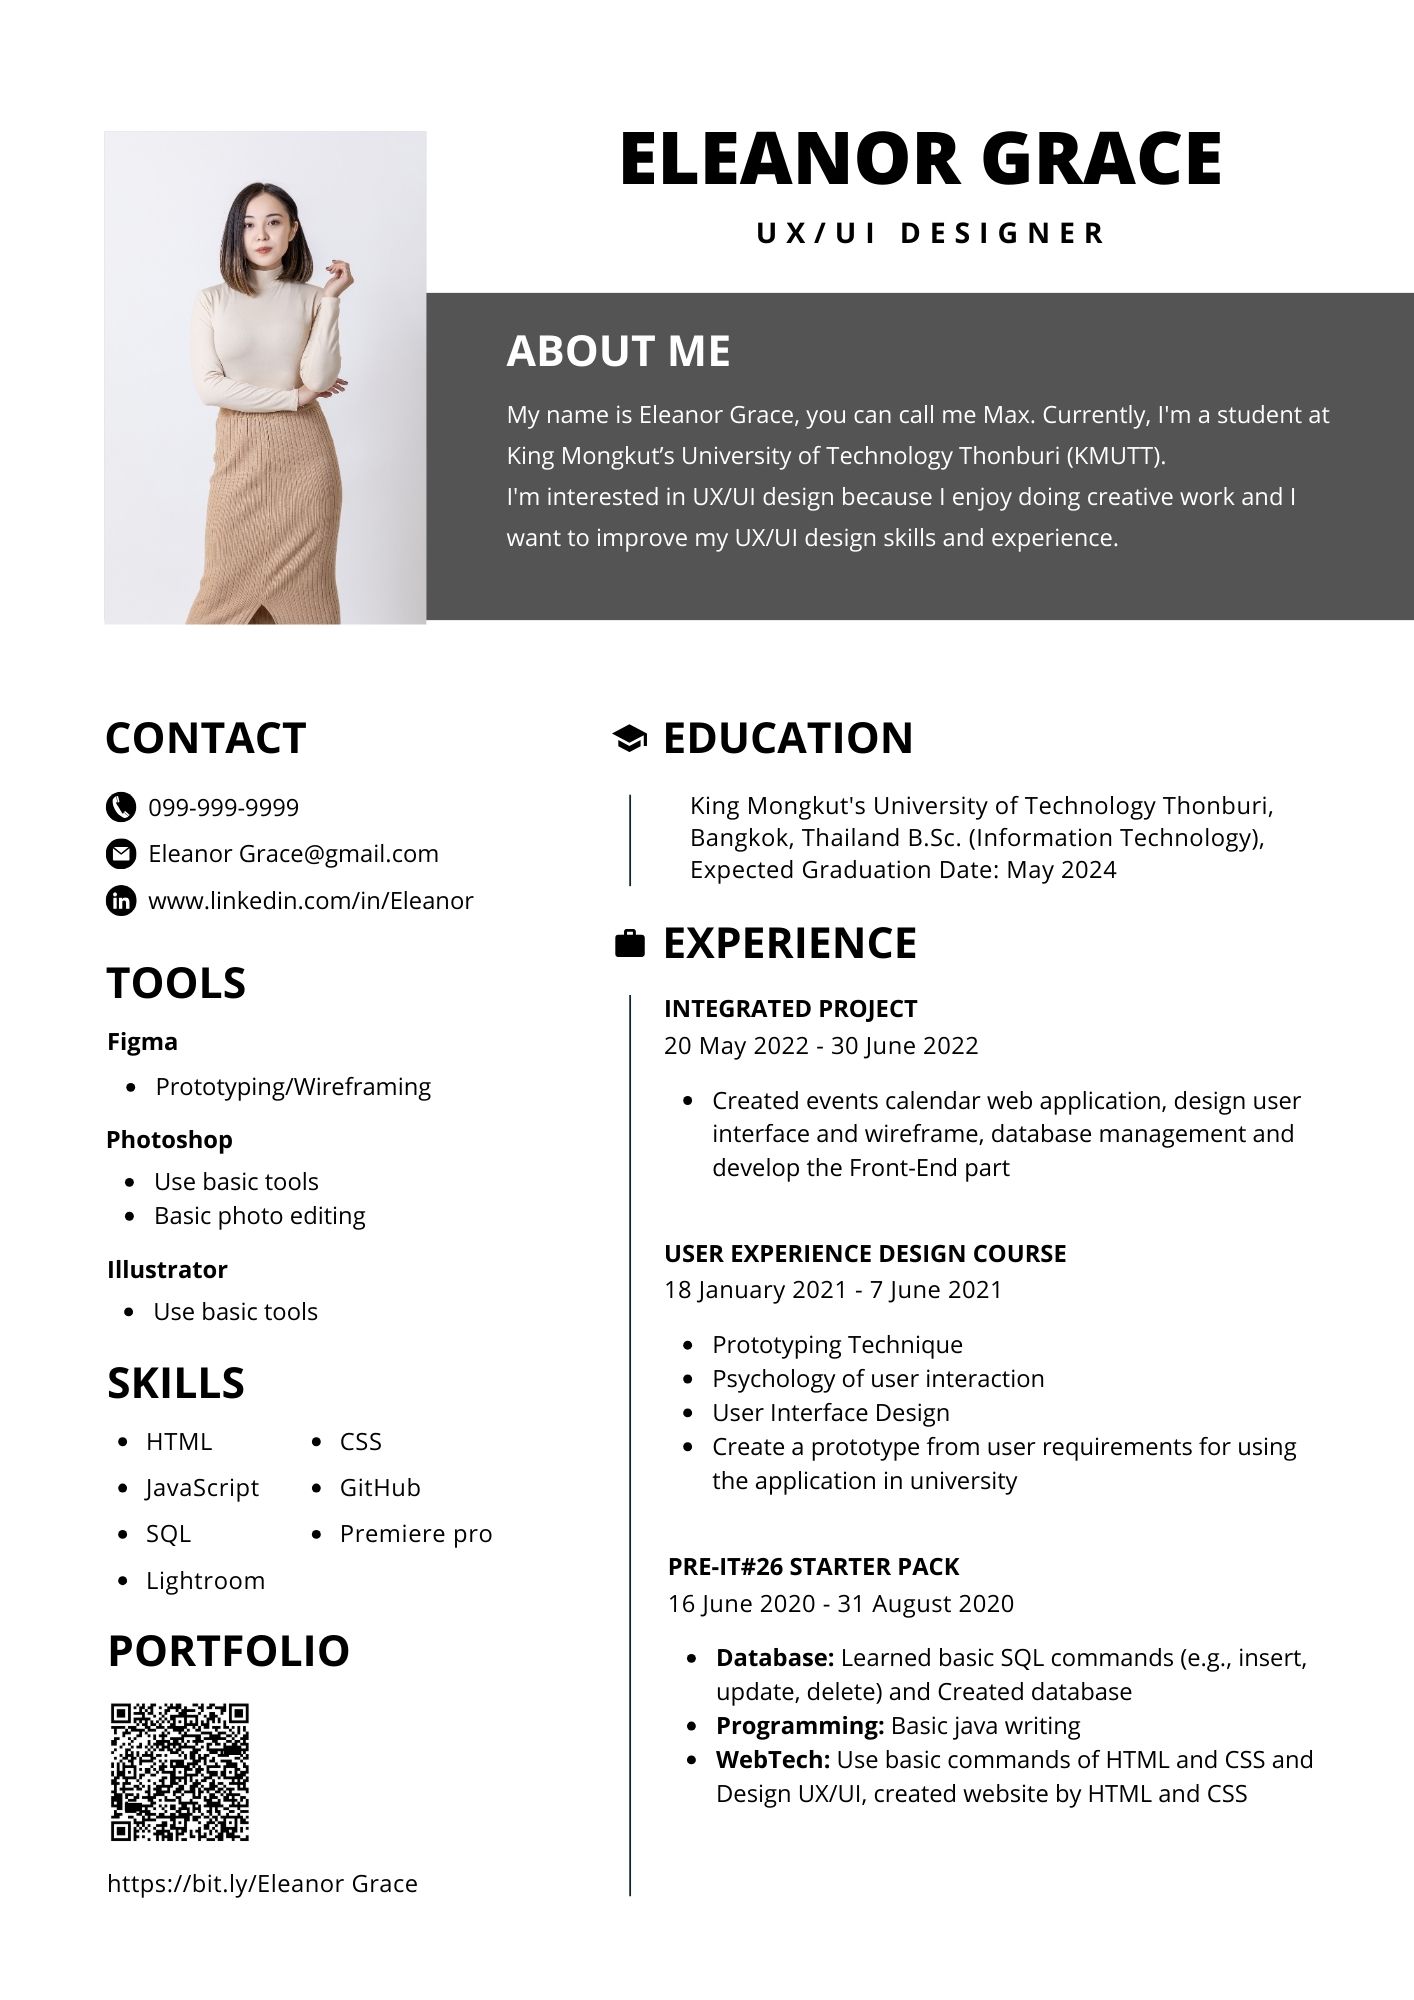 ELEANOR GRACE
UX/UI DESIGNER
ABOUT ME
My name is Eleanor Grace, you can call me Max. Currently, I'm a student at
King Mongkut’s University of Technology Thonburi (KMUTT).
I'm interested in UX/UI design because I enjoy doing creative work and I
want to improve my UX/UI design skills and experience.
CONTACT
099-999-9999
Eleanor Grace@gmail.com
in www.linkedin.com/in/Eleanor
TOOLS
Figma
• Prototyping/Wireframing
Photoshop
• Use basic tools
• Basic photo editing
Illustrator
• Use basic tools
SKILLS
• HTML
• JavaScript
• SQL
• Lightroom
• CSS
• GitHub
• Premiere pro
PORTFOLIO
https://bit.ly/Eleanor Grace
EDUCATION
King Mongkut's University of Technology Thonburi,
Bangkok, Thailand B.Sc. (Information Technology),
Expected Graduation Date: May 2024
EXPERIENCE
INTEGRATED PROJECT
20 May 2022 - 30 June 2022
• Created events calendar web application, design user
interface and wireframe, database management and
develop the Front-End part
USER EXPERIENCE DESIGN COURSE
18 January 2021 - 7 June 2021
• Prototyping Technique
• Psychology of user interaction
• User Interface Design
• Create a prototype from user requirements for using
the application in university
PRE-IT#26 STARTER PACK
16 June 2020 - 31 August 2020
• Database: Learned basic SQL commands (e.g., insert,
update, delete) and Created database
• Programming: Basic java writing
• WebTech: Use basic commands of HTML and CSS and
Design UX/UI, created website by HTML and CSS